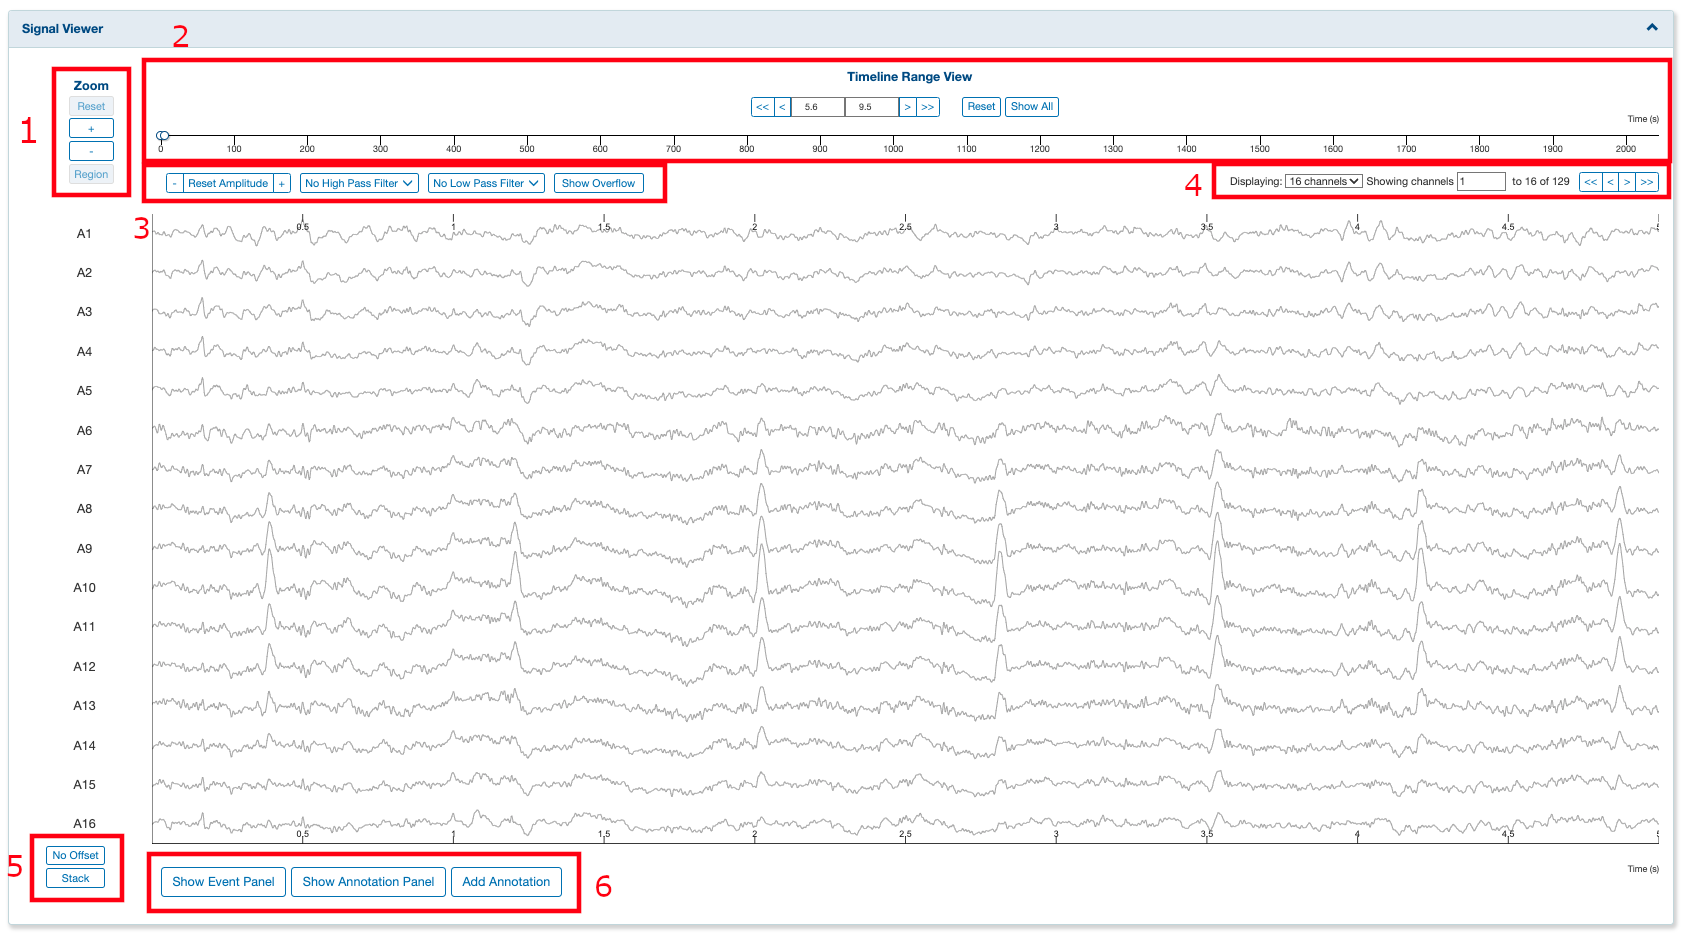 Signal Viewer
2
Zoom
Reset
+
-
Region
1
Timeline Range View
<< < 5.6 9.5 > >> Reset Show All
Time (s)
0 100 200 300 400 500 600 700 800 900 1000 1100 1200 1300 1400 1500 1600 1700 1800 1900 2000
- Reset Amplitude + No High Pass Filter No Low Pass Filter Show Overflow
4
Displaying: 16 channels Showing channels 1 to 16 of 129 << < > >>
3
0.5 1 1.5 2 2.5 3 3.5 4 4.5 5
A1
A2
A3
A4
A5
A6
A7
A8
A9
A10
A11
A12
A13
A14
A15
A16
0.5 1 1.5 2 2.5 3 3.5 4 4.5 5
5
No Offset
Stack
Time (s)
Show Event Panel Show Annotation Panel Add Annotation
6